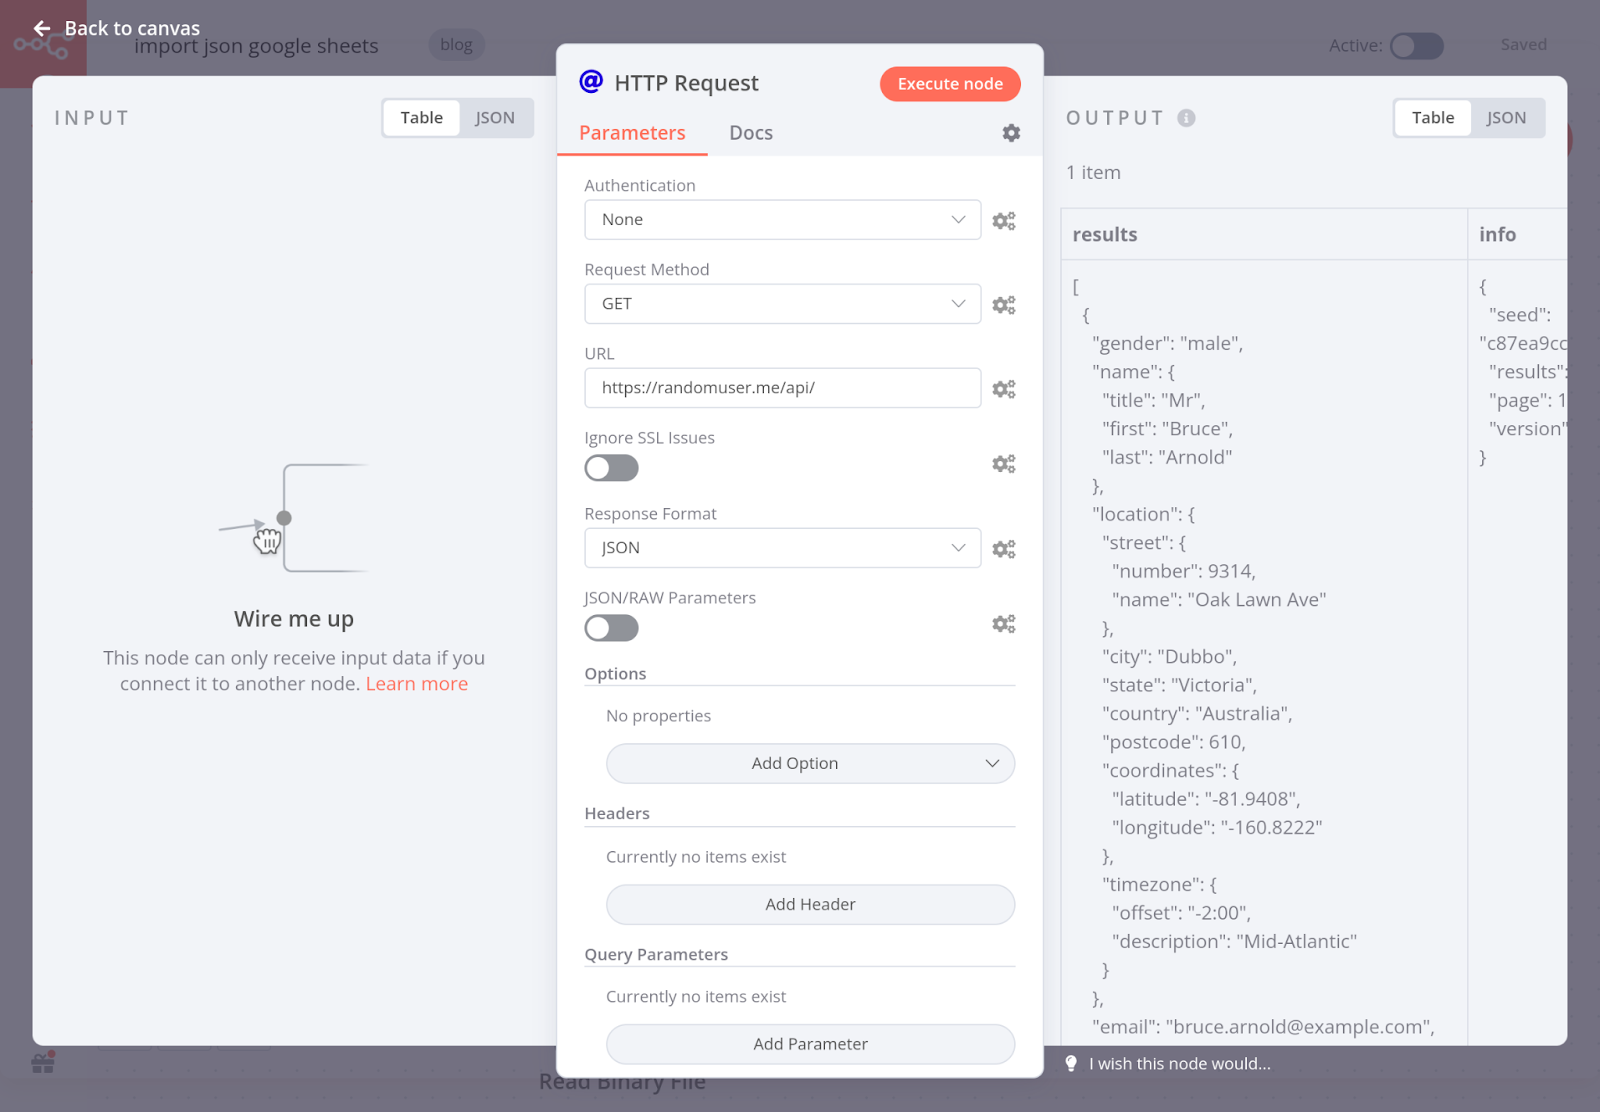 Back to canvas
import json google sheets
blog
Active:
Saved
INPUT
Table
JSON
Wire me up
This node can only receive input data if you
connect it to another node. Learn more
@ HTTP Request
Execute node
Parameters
Docs
Authentication
None
Request Method
GET
URL
https://randomuser.me/api/
Ignore SSL Issues
Response Format
JSON
JSON/RAW Parameters
Options
No properties
Add Option
Headers
Currently no items exist
Add Header
Query Parameters
Currently no items exist
Add Parameter
OUTPUT
Table
JSON
1 item
results
[
{
"gender": "male",
"name": {
"title": "Mr",
"first": "Bruce",
"last": "Arnold"
},
"location": {
"street": {
"number": 9314,
"name": "Oak Lawn Ave"
},
"city": "Dubbo",
"state": "Victoria",
"country": "Australia",
"postcode": 610,
"coordinates": {
"latitude": "-81.9408",
"longitude": "-160.8222"
},
"timezone": {
"offset": "-2:00",
"description": "Mid-Atlantic"
}
},
"email": "bruce.arnold@example.com",
info
{
"seed":
"c87ea9cc
"results":
"page": 1
"version"
}
I wish this node would...
Read Binary File